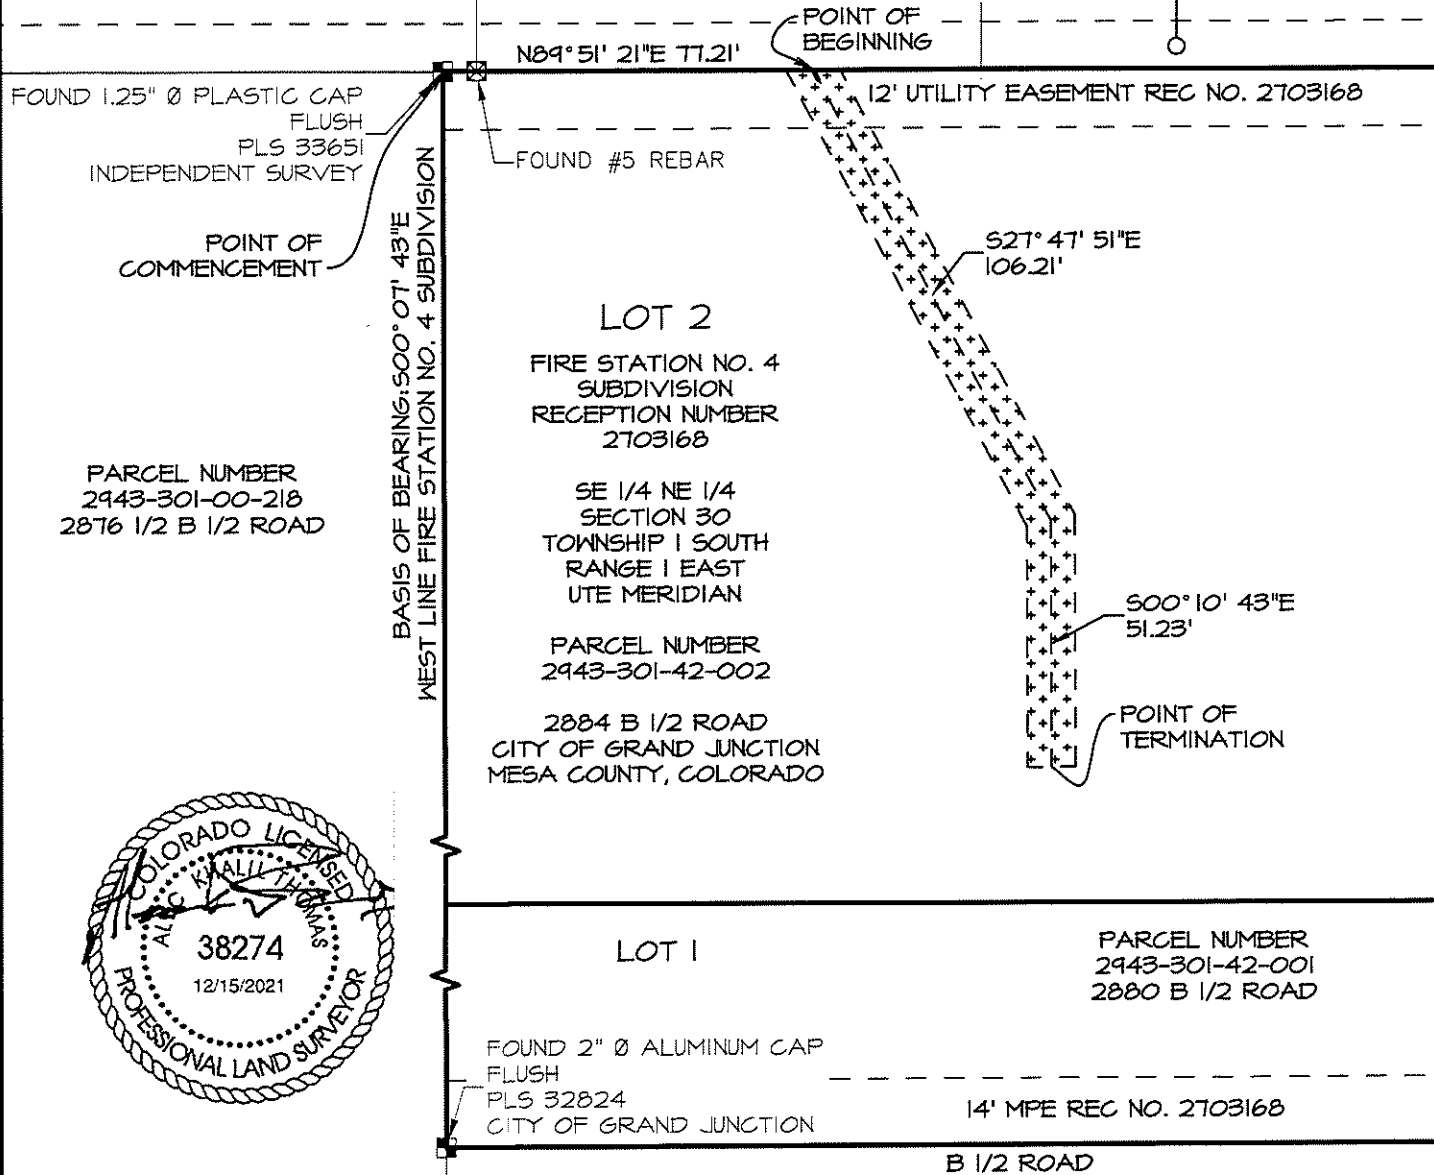 POINT OF
BEGINNING
N89°51' 21"E 77.21'
FOUND 1.25" Ø PLASTIC CAP
FLUSH
PLS 33651
INDEPENDENT SURVEY
12' UTILITY EASEMENT REC NO. 2703168
FOUND #5 REBAR
POINT OF
COMMENCEMENT
BASIS OF BEARING:S00°07' 43"E
WEST LINE FIRE STATION NO. 4 SUBDIVISION
S27°47' 51"E
106.21'
LOT 2
FIRE STATION NO. 4
SUBDIVISION
RECEPTION NUMBER
2703168
SE 1/4 NE 1/4
SECTION 30
TOWNSHIP 1 SOUTH
RANGE 1 EAST
UTE MERIDIAN
PARCEL NUMBER
2943-301-42-002
2884 B 1/2 ROAD
CITY OF GRAND JUNCTION
MESA COUNTY, COLORADO
PARCEL NUMBER
2943-301-00-218
2876 1/2 B 1/2 ROAD
S00°10' 43"E
51.23'
POINT OF
TERMINATION
COLORADO LICENSED
ALEC KHALIL THOMAS
38274
12/15/2021
PROFESSIONAL LAND SURVEYOR
LOT 1
PARCEL NUMBER
2943-301-42-001
2880 B 1/2 ROAD
FOUND 2" Ø ALUMINUM CAP
FLUSH
PLS 32824
CITY OF GRAND JUNCTION
14' MPE REC NO. 2703168
B 1/2 ROAD